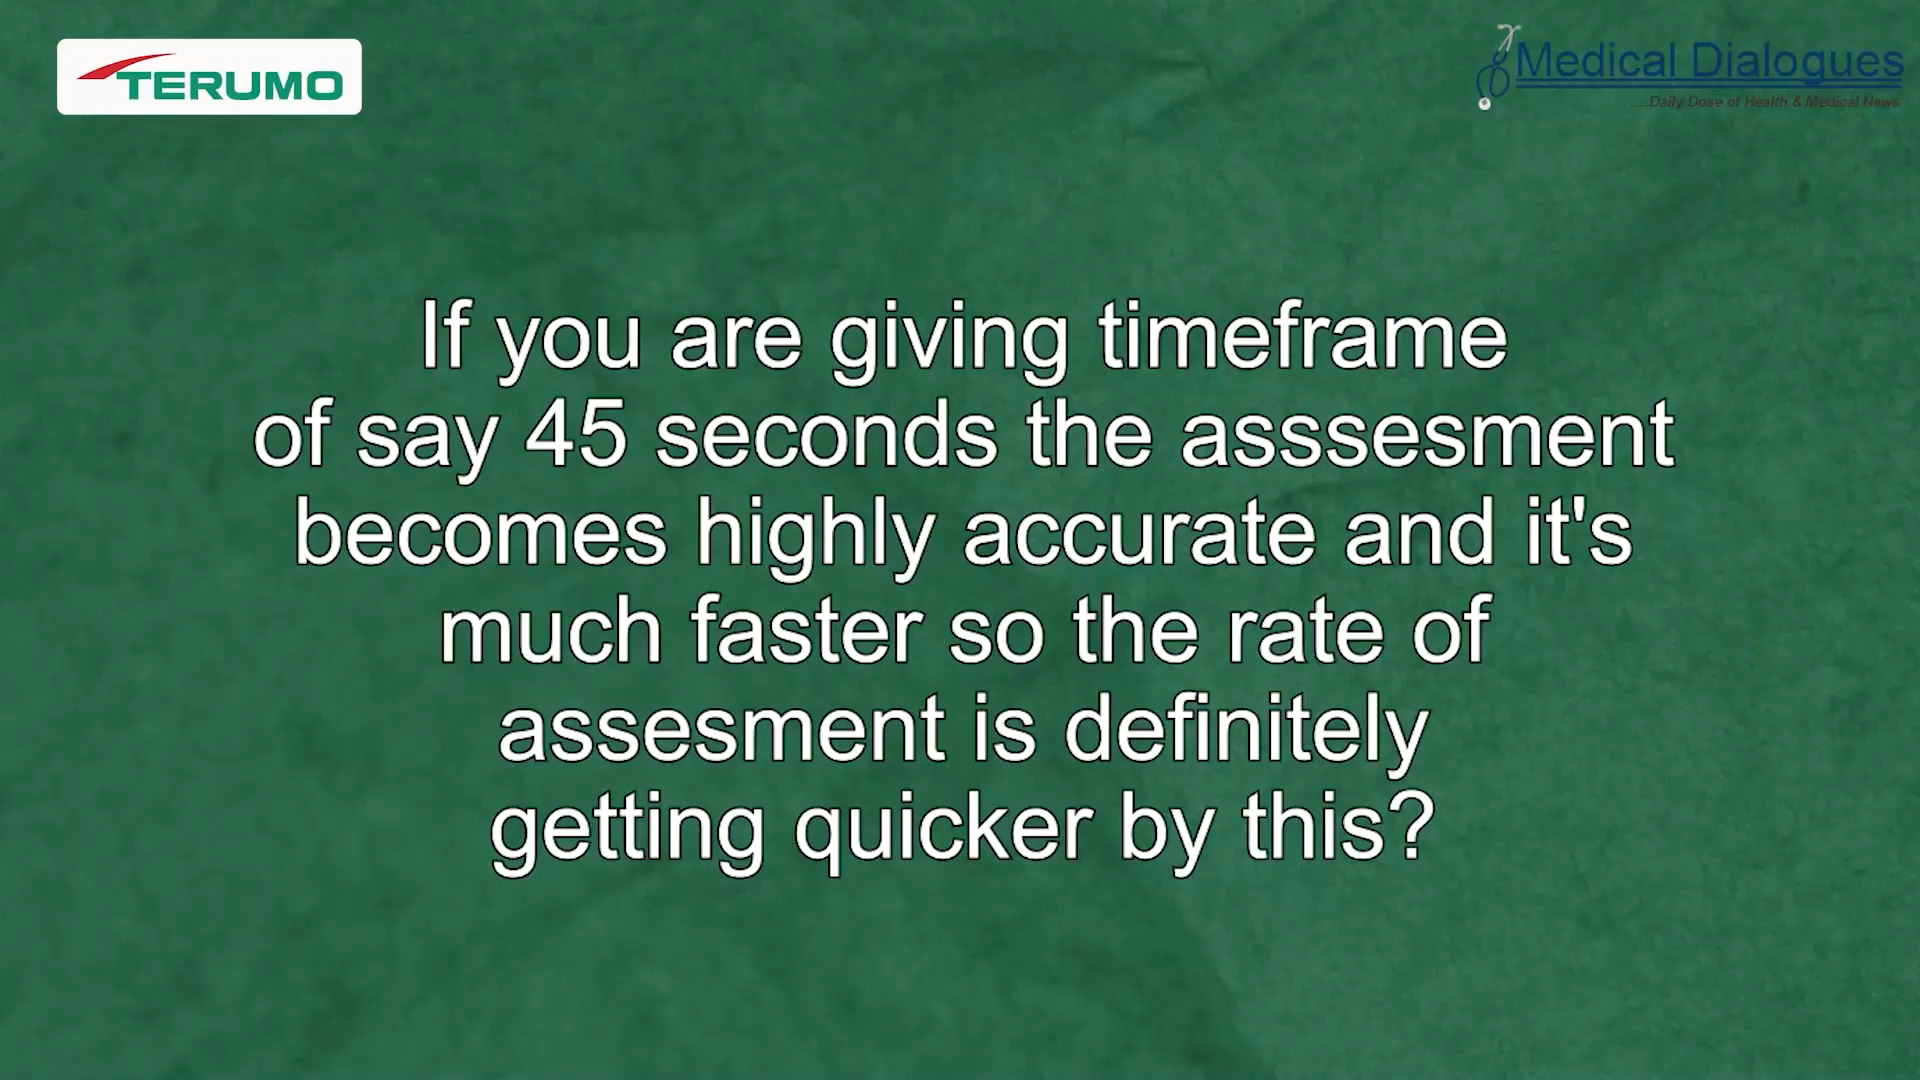 TERUMO
Medical Dialogues
.....Daily Dose of Health & Medical News
If you are giving timeframe
of say 45 seconds the asssesment
becomes highly accurate and it's
much faster so the rate of
assesment is definitely
getting quicker by this?